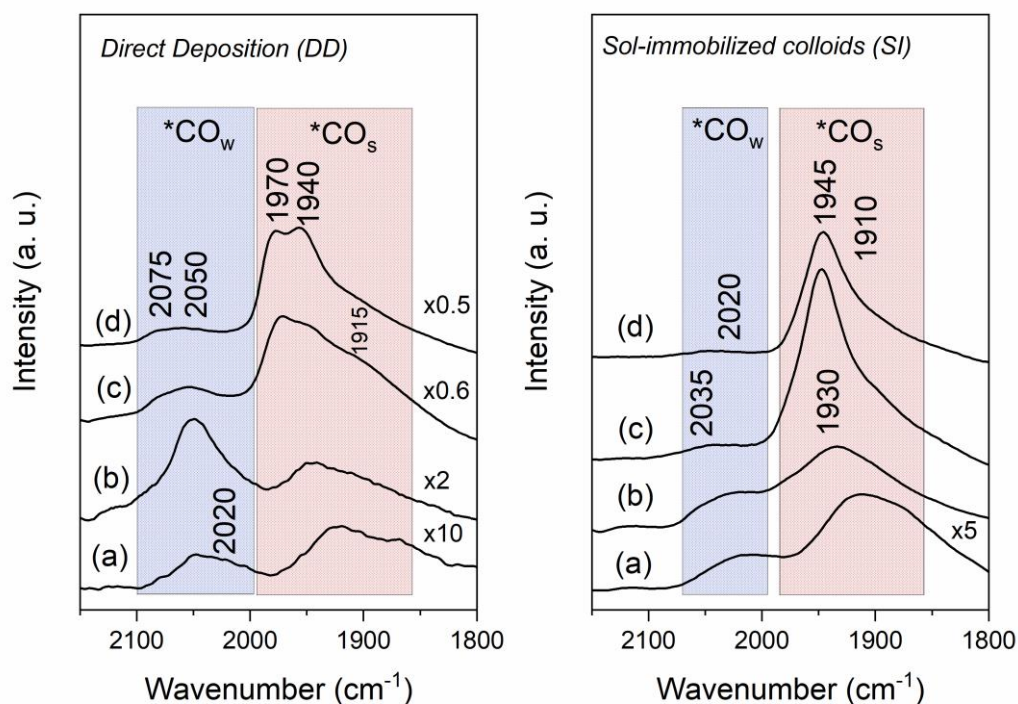 Direct Deposition (DD)
*CO_w
*CO_s
1970
1940
2075
2050
(d)
x0.5
1915
(c)
x0.6
(b)
x2
2020
x10
(a)
2100
2000
1900
1800
Wavenumber (cm⁻¹)
Intensity (a. u.)
Sol-immobilized colloids (SI)
*CO_w
*CO_s
1945
1910
2020
(d)
2035
1930
(c)
(b)
x5
(a)
2100
2000
1900
1800
Wavenumber (cm⁻¹)
Intensity (a. u.)